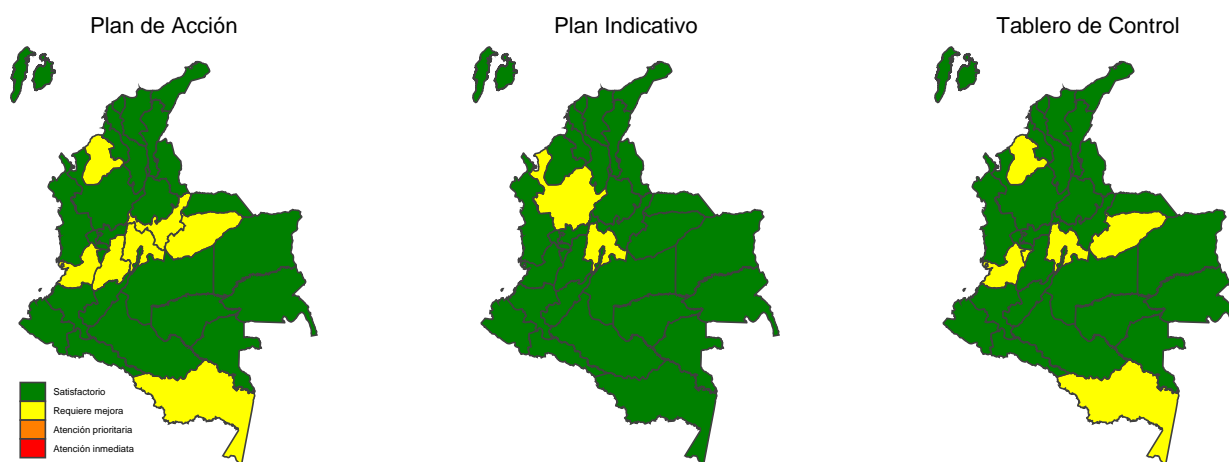 Plan de Acción
Plan Indicativo
Tablero de Control
Satisfactorio
Requiere mejora
Atención prioritaria
Atención inmediata